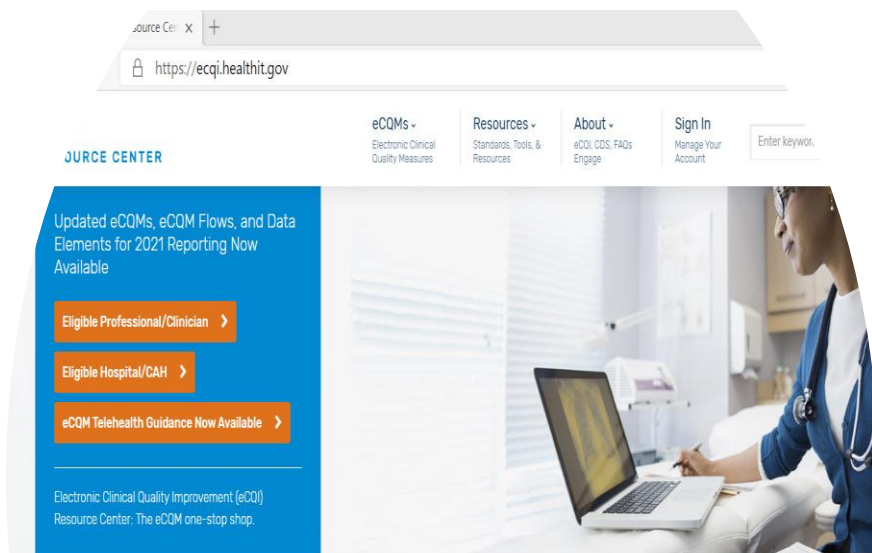 source Cen
https://ecqi.healthit.gov
eCQMs
Resources
About
Sign In
Electronic Clinical
Quality Measures
Standards, Tools, &
Resources
eCQI, CDS, FAQs
Engage
Manage Your
Account
Enter keywor
OURCE CENTER
Updated eCQMs, eCQM Flows, and Data
Elements for 2021 Reporting Now
Available
Eligible Professional/Clinician
Eligible Hospital/CAH
eCQM Telehealth Guidance Now Available
Electronic Clinical Quality Improvement (eCQI)
Resource Center: The eCQM one-stop shop.